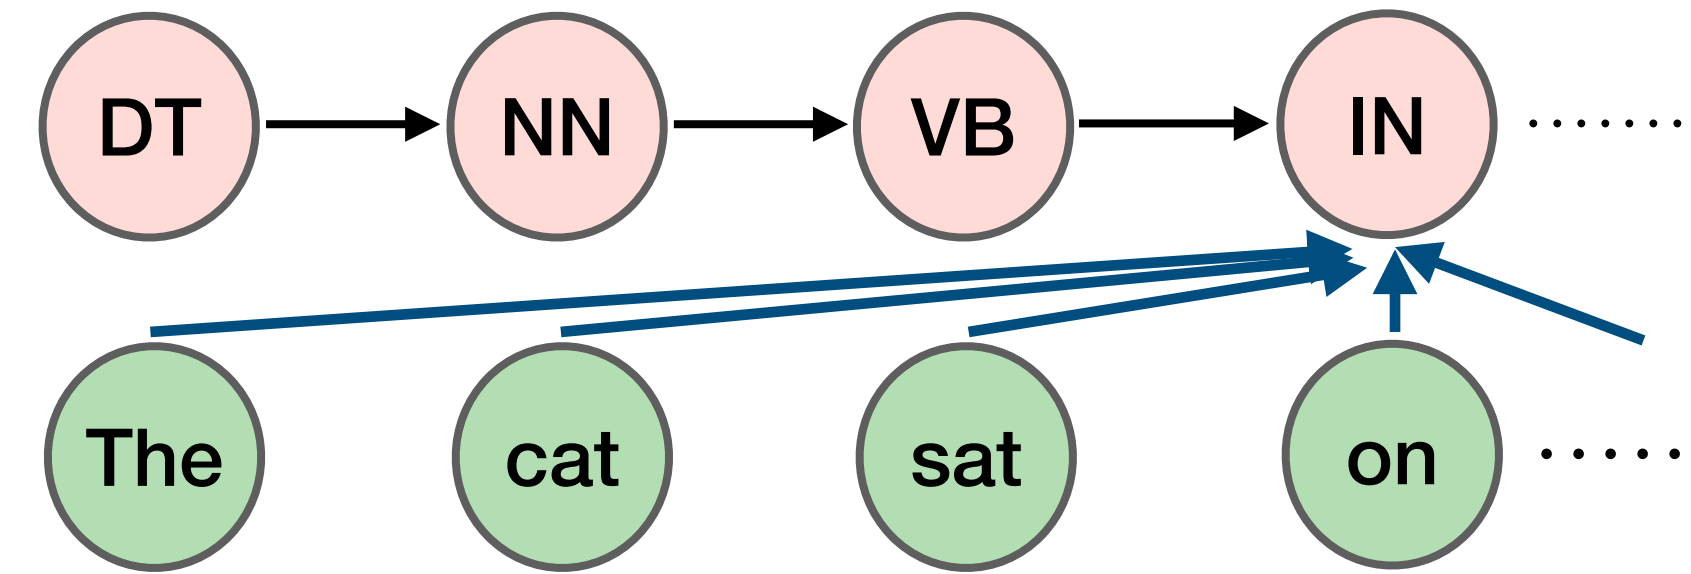 DT NN VB IN .......
The cat sat on .....